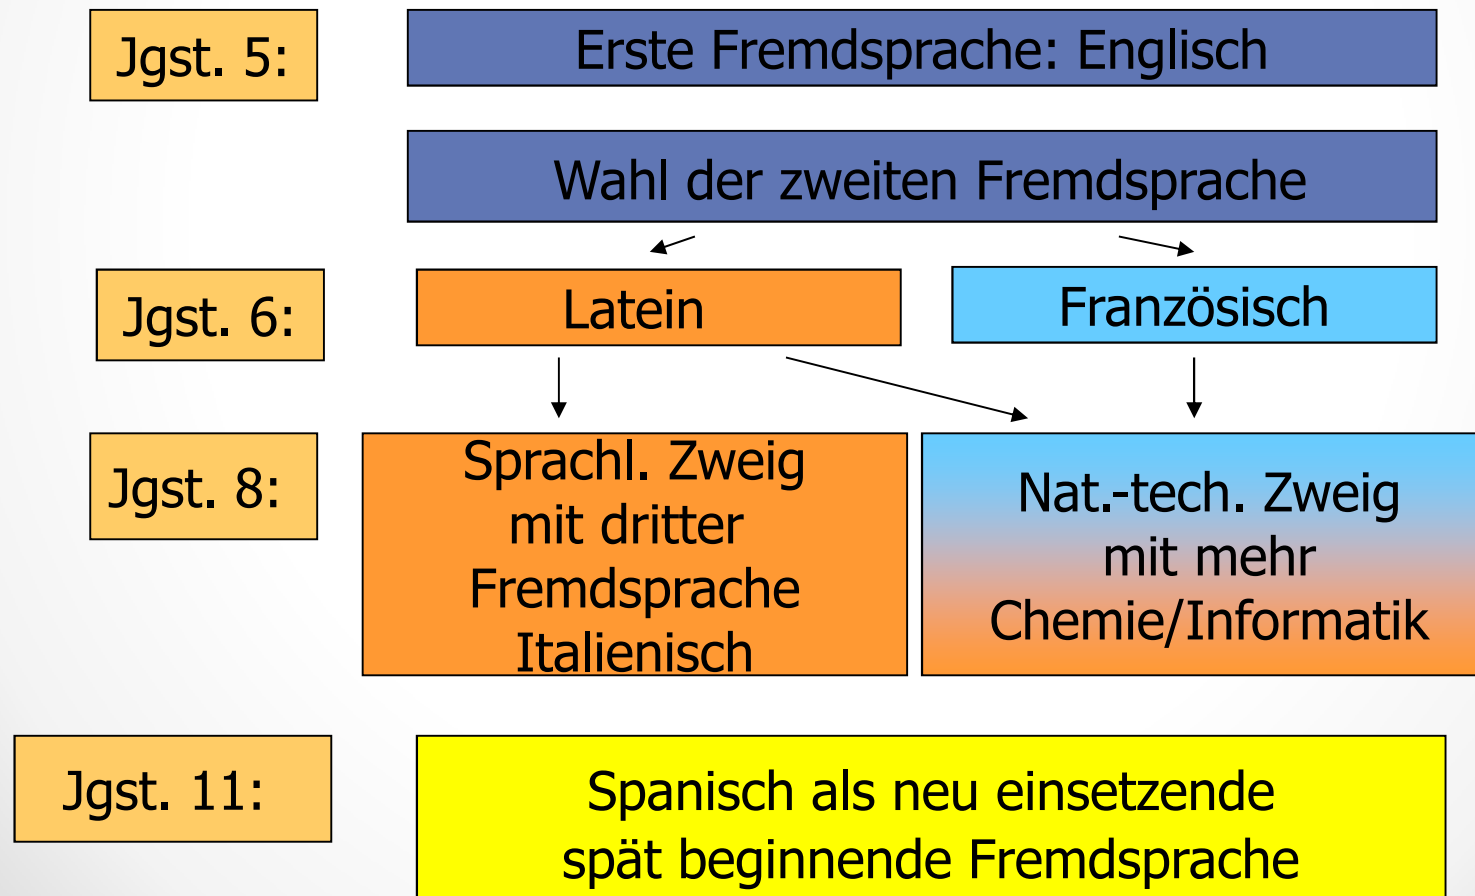 Jgst. 5:
Erste Fremdsprache: Englisch
Wahl der zweiten Fremdsprache
Jgst. 6:
Latein
Französisch
Jgst. 8:
Sprachl. Zweig
mit dritter
Fremdsprache
Italienisch
Nat.-tech. Zweig
mit mehr
Chemie/Informatik
Jgst. 11:
Spanisch als neu einsetzende
spät beginnende Fremdsprache